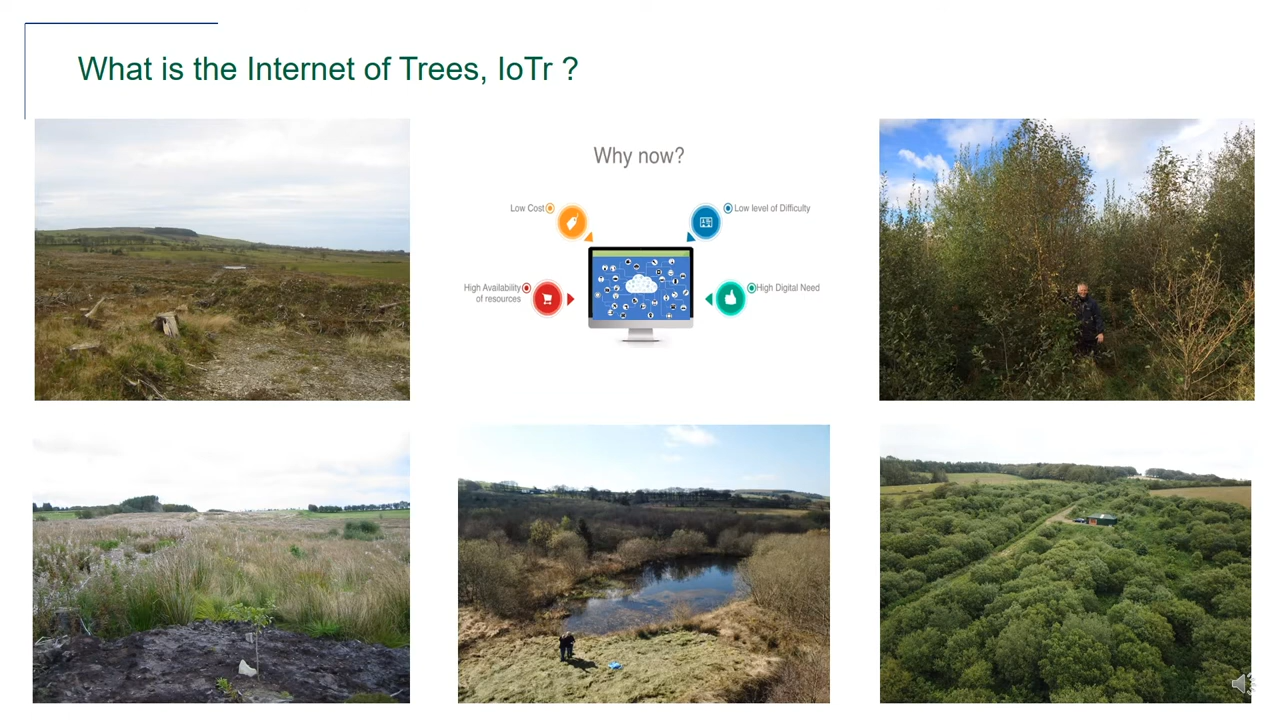 What is the Internet of Trees, IoTr ?
Why now?
Low Cost
Low level of Difficulty
High Availability
of resources
High Digital Need